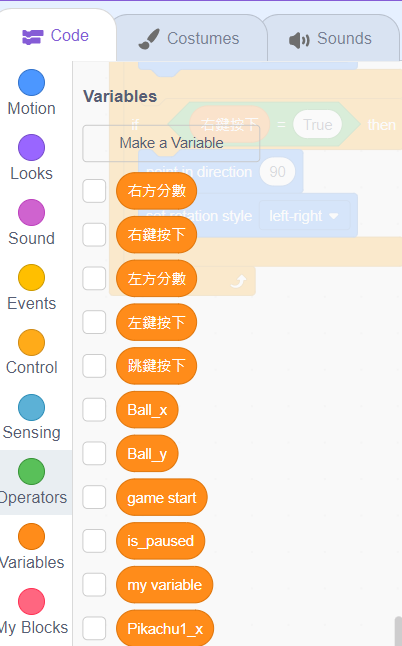 Code
Costumes
Sounds
Motion
Looks
Sound
Events
Control
Sensing
Operators
Variables
My Blocks
Variables
Make a Variable
右方分數
右鍵按下
左方分數
左鍵按下
跳鍵按下
Ball_x
Ball_y
game start
is_paused
my variable
Pikachu1_x
if 右鍵按下 = True then
point in direction 90
set rotation style left-right